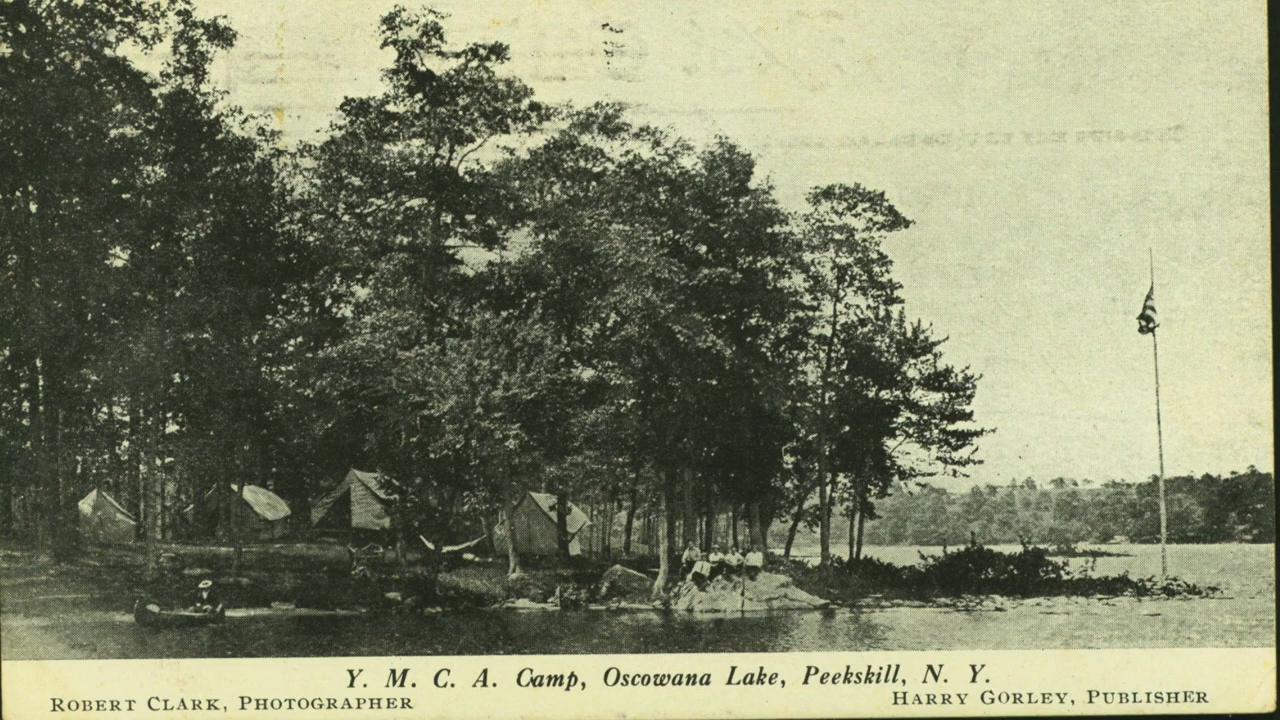 Y. M. C. A. Camp, Oscowana Lake, Peekskill, N. Y.
ROBERT CLARK, PHOTOGRAPHER
HARRY GORLEY, PUBLISHER